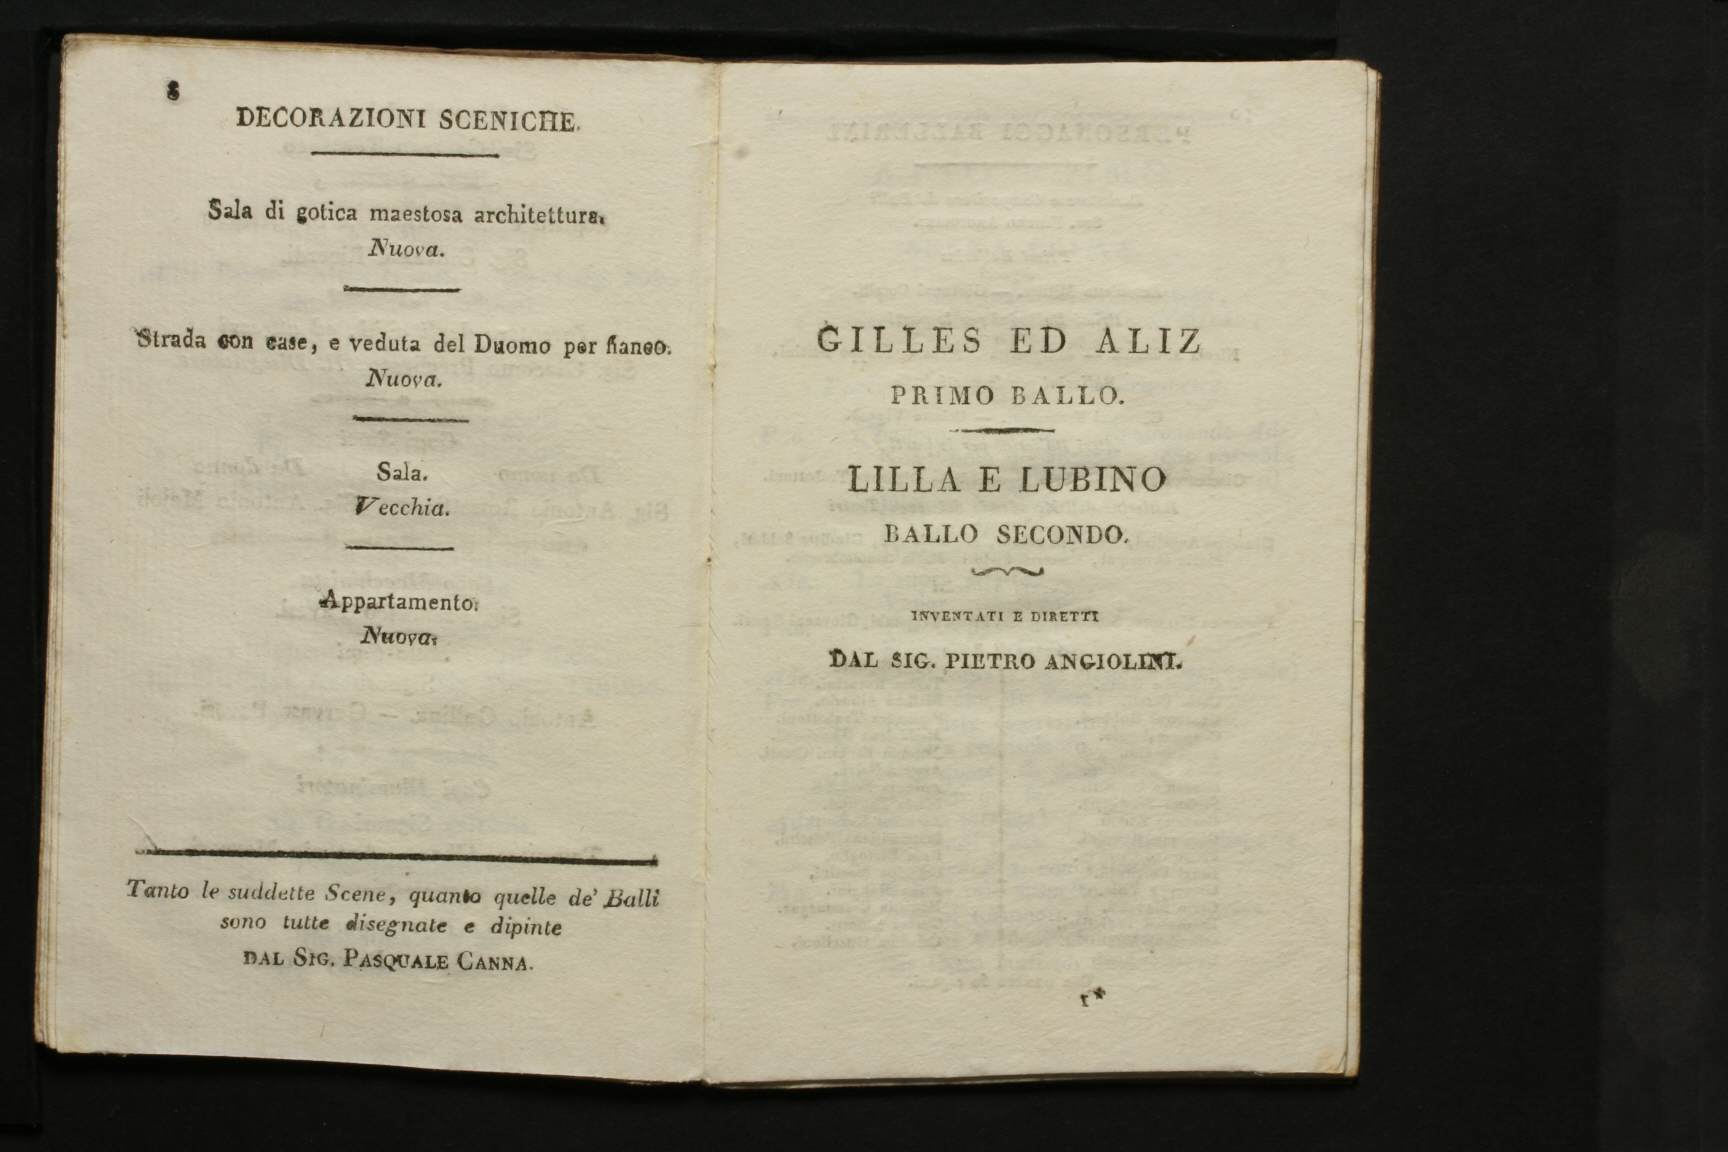 8
DECORAZIONI SCENICHE.
Sala di gotica maestosa architettura.
Nuova.
Strada con case, e veduta del Duomo per fianco.
Nuova.
Sala.
Vecchia.
Appartamento.
Nuova.
Tanto le suddette Scene, quanto quelle de' Balli
sono tutte disegnate e dipinte
DAL SIG. PASQUALE CANNA.
GILLES ED ALIZ
PRIMO BALLO.
LILLA E LUBINO
BALLO SECONDO.
INVENTATI E DIRETTI
DAL SIG. PIETRO ANGIOLINI.
1*